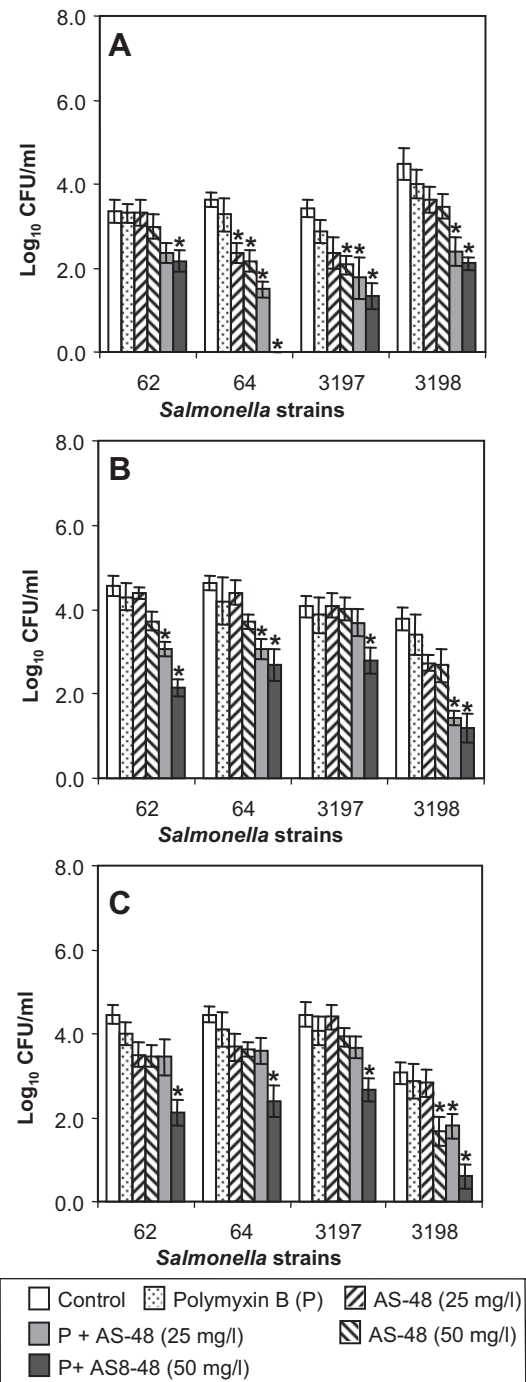 A
Log10 CFU/ml
8.0
6.0
4.0
2.0
0.0
* * * * * ** * * *
62 64 3197 3198
Salmonella strains
B
Log10 CFU/ml
8.0
6.0
4.0
2.0
0.0
* * * * * * *
62 64 3197 3198
Salmonella strains
C
Log10 CFU/ml
8.0
6.0
4.0
2.0
0.0
* * * ** *
62 64 3197 3198
Salmonella strains
Control Polymyxin B (P) AS-48 (25 mg/l)
P + AS-48 (25 mg/l) AS-48 (50 mg/l)
P+ AS8-48 (50 mg/l)